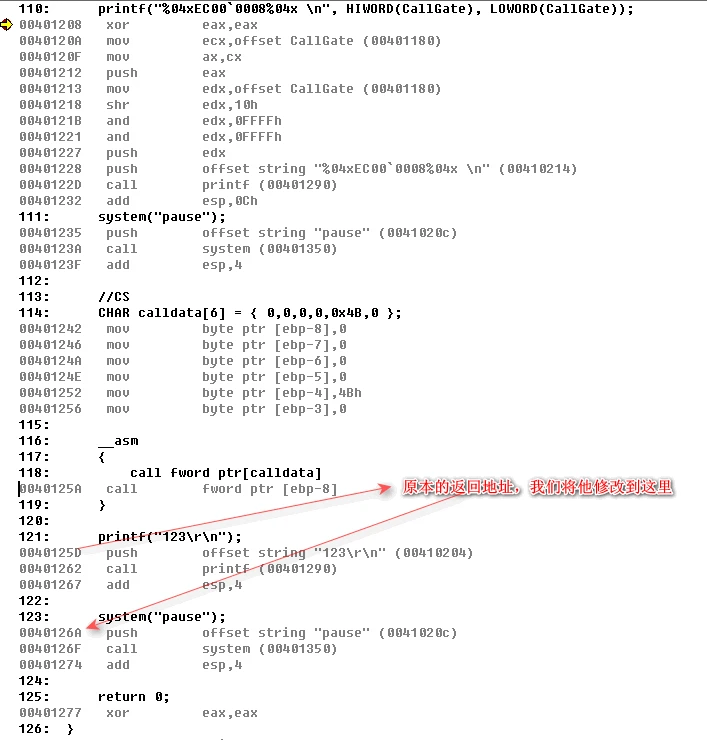 110:     printf("%04xEC00`0008%04x \n", HIWORD(CallGate), LOWORD(CallGate));
00401208   xor         eax,eax
0040120A   mov         ecx,offset CallGate (00401180)
0040120F   mov         ax,cx
00401212   push        eax
00401213   mov         edx,offset CallGate (00401180)
00401218   shr         edx,10h
0040121B   and         edx,0FFFFh
00401221   and         edx,0FFFFh
00401227   push        edx
00401228   push        offset string "%04xEC00`0008%04x \n" (00410214)
0040122D   call        printf (00401290)
00401232   add         esp,0Ch
111:     system("pause");
00401235   push        offset string "pause" (0041020c)
0040123A   call        system (00401350)
0040123F   add         esp,4
112:
113:     //CS
114:     CHAR calldata[6] = { 0,0,0,0,0x4B,0 };
00401242   mov         byte ptr [ebp-8],0
00401246   mov         byte ptr [ebp-7],0
0040124A   mov         byte ptr [ebp-6],0
0040124E   mov         byte ptr [ebp-5],0
00401252   mov         byte ptr [ebp-4],4Bh
00401256   mov         byte ptr [ebp-3],0
115:
116:     __asm
117:     {
118:         call fword ptr[calldata]
0040125A   call        fword ptr [ebp-8]
原本的返回地址，我们将他修改到这里
119:     }
120:
121:     printf("123\r\n");
0040125D   push        offset string "123\r\n" (00410204)
00401262   call        printf (00401290)
00401267   add         esp,4
122:
123:     system("pause");
0040126A   push        offset string "pause" (0041020c)
0040126F   call        system (00401350)
00401274   add         esp,4
124:
125:     return 0;
00401277   xor         eax,eax
126:  }